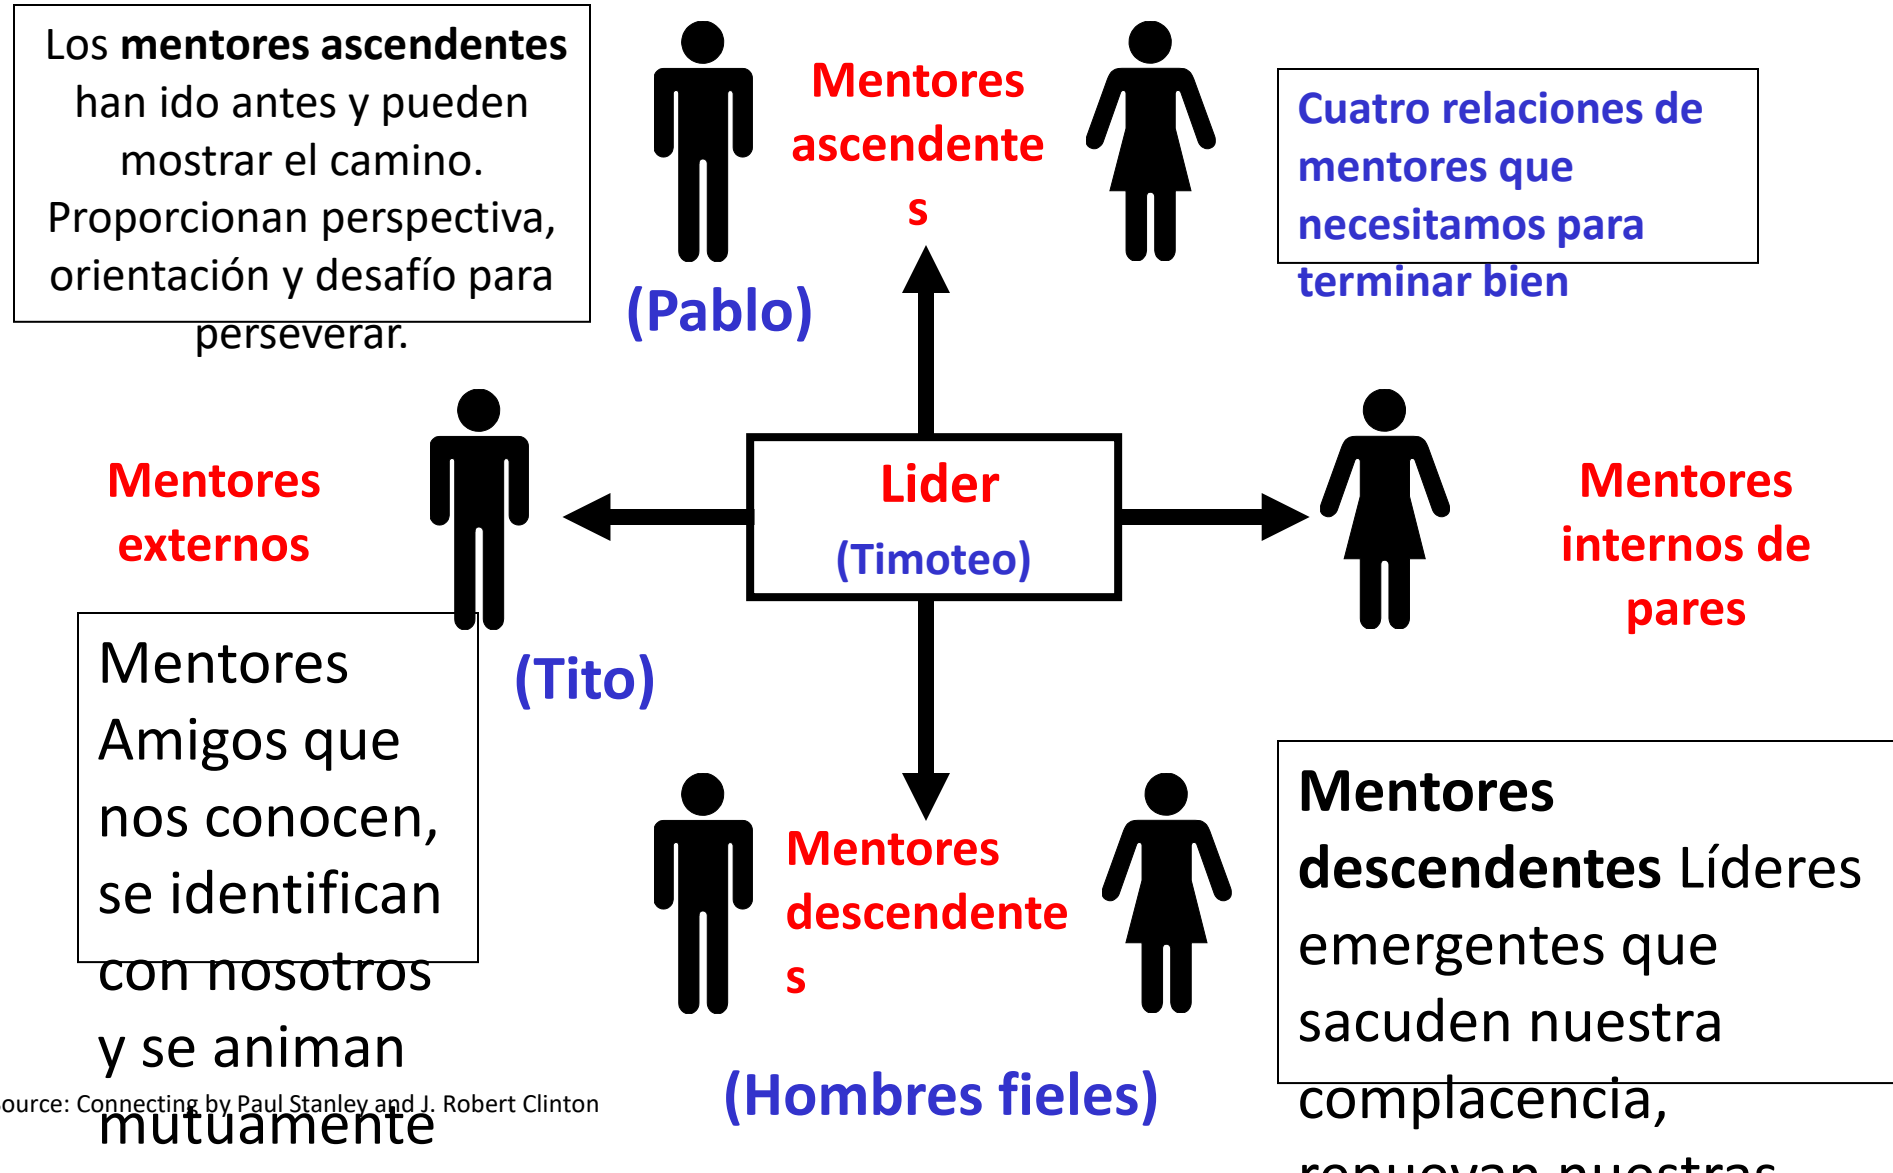 Los mentores ascendentes
han ido antes y pueden
mostrar el camino.
Proporcionan perspectiva,
orientación y desafío para
perseverar.
Mentores
ascendente
s
Cuatro relaciones de
mentores que
necesitamos para
terminar bien
(Pablo)
Mentores
externos
Lider
(Timoteo)
Mentores
internos de
pares
Mentores
Amigos que
nos conocen,
se identifican
con nosotros
y se animan
mutuamente
(Tito)
Mentores
descendente
s
Mentores
descendentes Líderes
emergentes que
sacuden nuestra
complacencia,
renuevan nuestras
(Hombres fieles)
ource: Connecting by Paul Stanley and J. Robert Clinton